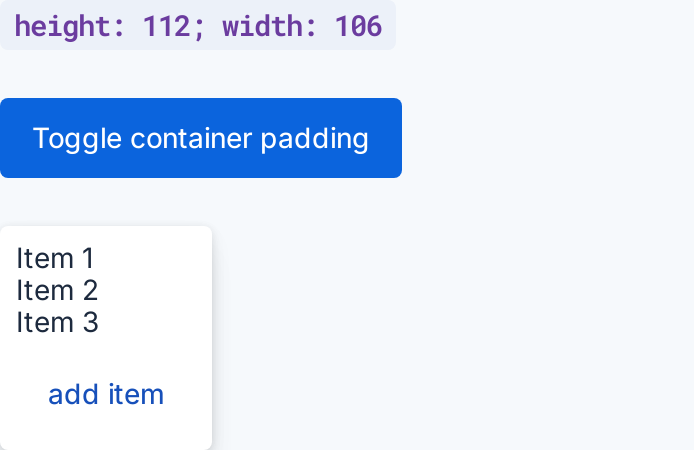 height: 112; width: 106
Toggle container padding
Item 1
Item 2
Item 3
add item